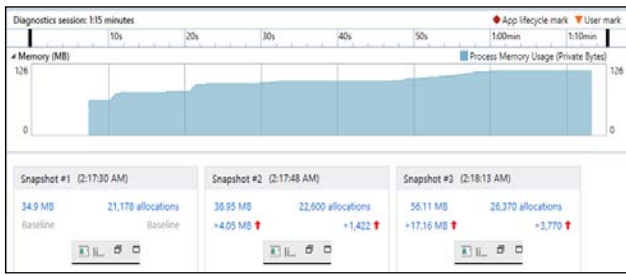 Diagnostics session: 1:15 minutes
App lifecycle mark User mark
10s 20s 30s 40s 50s 1:00min 1:10min
Memory (MB) Process Memory Usage (Private Bytes)
126 126
0 0
Snapshot #1 (2:17:30 AM) Snapshot #2 (2:17:48 AM) Snapshot #3 (2:18:13 AM)
34.9 MB 21,178 allocations 38.95 MB 22,600 allocations 56.11 MB 26,370 allocations
Baseline Baseline +4.05 MB +1,422 +17.16 MB +3,770
li... li... li...